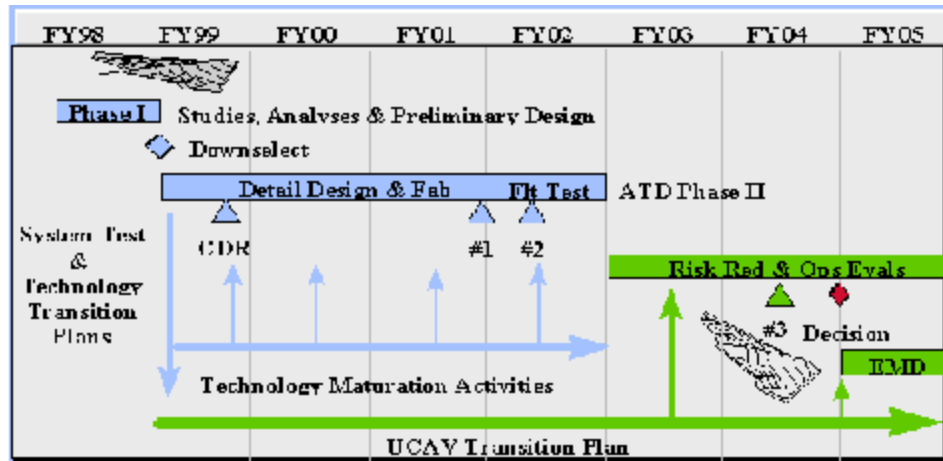 FY98 FY99 FY00 FY01 FY02 FY03 FY04 FY05
Phase I Studies, Analyses & Preliminary Design
Downselect
Detail Design & Fab Flt Test ATD Phase II
CDR #1 #2
System Test
&
Technology
Transition
Plans
Risk Red & Ops Evals
#3 Decision
EMD
Technology Maturation Activities
UCAV Transition Plan